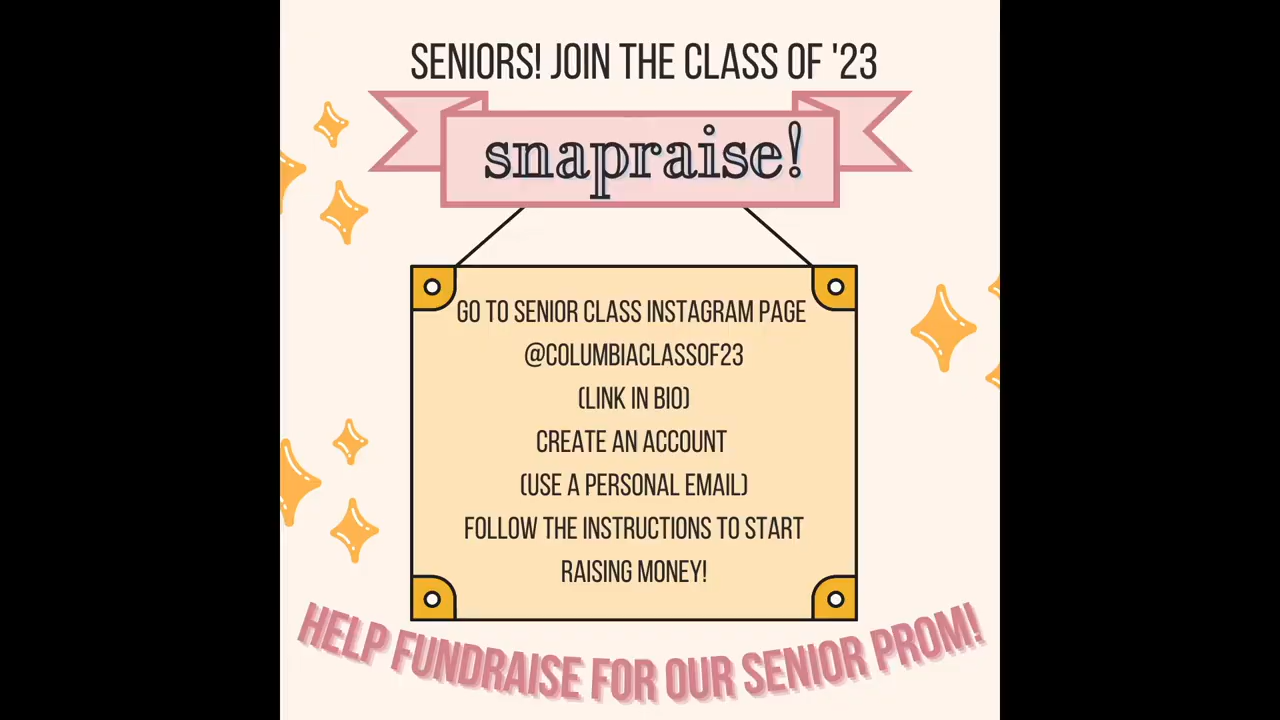 SENIORS! JOIN THE CLASS OF '23
snapraise!
GO TO SENIOR CLASS INSTAGRAM PAGE
@COLUMBIACLASSOF23
(LINK IN BIO)
CREATE AN ACCOUNT
(USE A PERSONAL EMAIL)
FOLLOW THE INSTRUCTIONS TO START
RAISING MONEY!
HELP FUNDRAISE FOR OUR SENIOR PROM!